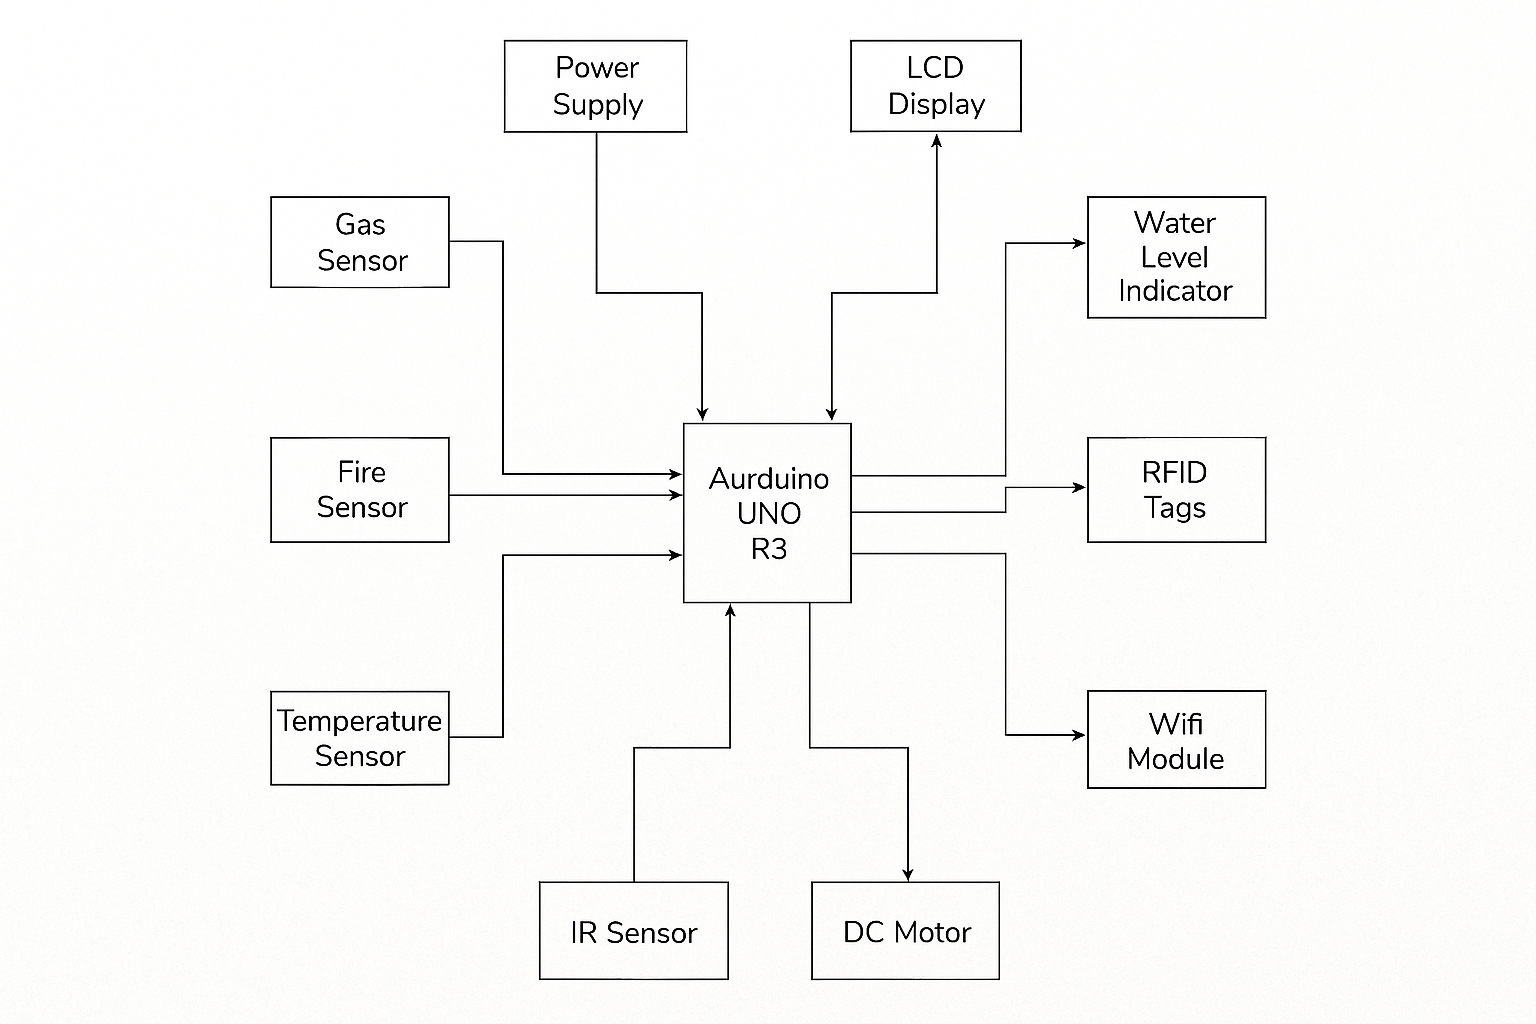 Power
Supply
LCD
Display
Gas
Sensor
Water
Level
Indicator
Fire
Sensor
Aurduino
UNO
R3
RFID
Tags
Temperature
Sensor
Wifi
Module
IR Sensor
DC Motor